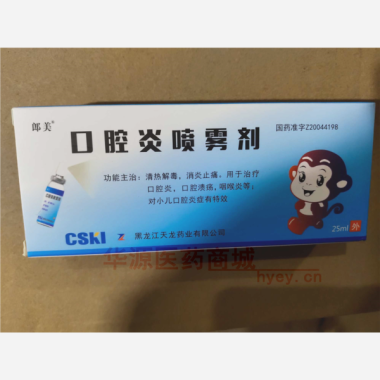 郎美
口腔炎喷雾剂
国药准字Z20044198
功能主治：清热解毒，消炎止痛，用于治疗
口腔炎，口腔溃疡，咽喉炎等；
对小儿口腔炎症有特效
CSKI
黑龙江天龙药业有限公司
25ml
外
华源医药商城
hyey.cn